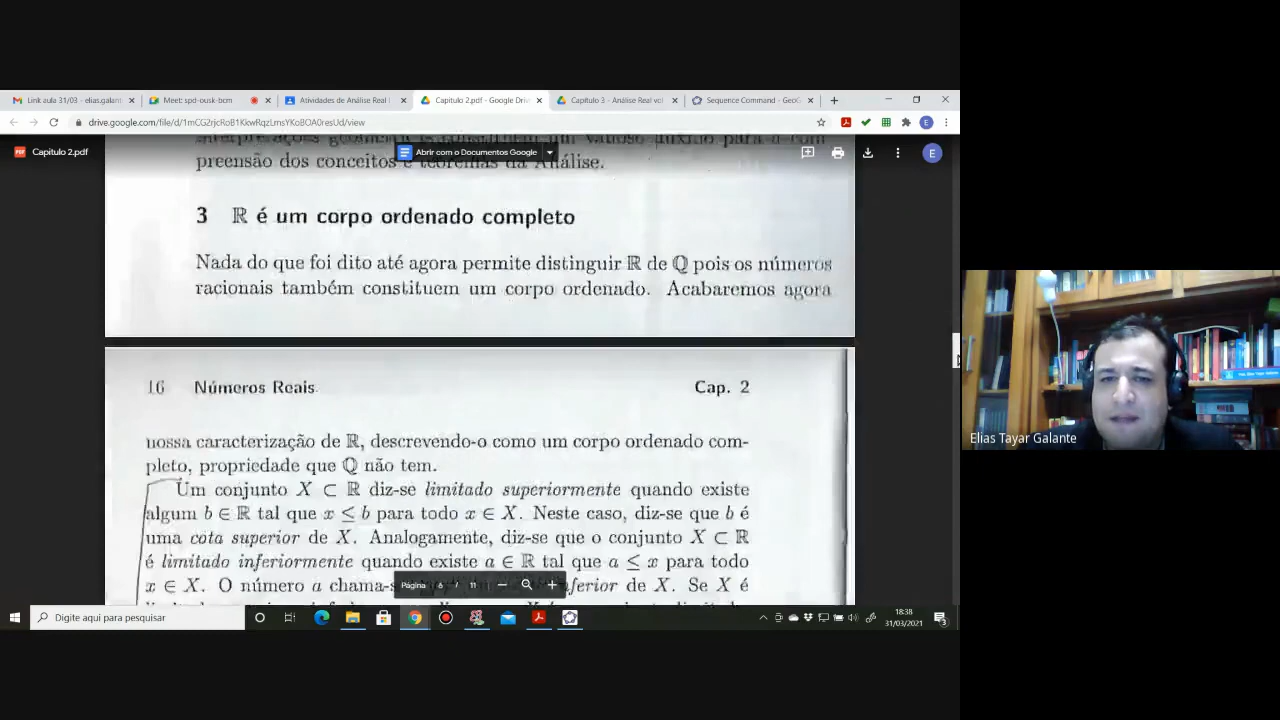 Link aula 31/03 - elias.galant
Meet: spd-ousk-bcm
Atividades de Análise Real I
Capítulo 2.pdf - Google Driv
Capítulo 3 - Análise Real vol
Sequence Command - GeoG
drive.google.com/file/d/1mCG2rjcRoB1KkwRqzLmsYKoBOA0resUd/view
E
PDF Capítulo 2.pdf
Abrir com o Documentos Google
E
preensão dos conceitos e teoremas da Análise.
3 ℝ é um corpo ordenado completo
Nada do que foi dito até agora permite distinguir ℝ de ℚ pois os números
racionais também constituem um corpo ordenado. Acabaremos agora
16 Números Reais Cap. 2
nossa caracterização de ℝ, descrevendo-o como um corpo ordenado com-
pleto, propriedade que ℚ não tem.
Um conjunto X ⊂ ℝ diz-se limitado superiormente quando existe
algum b ∈ ℝ tal que x ≤ b para todo x ∈ X. Neste caso, diz-se que b é
uma cota superior de X. Analogamente, diz-se que o conjunto X ⊂ ℝ
é limitado inferiormente quando existe a ∈ ℝ tal que a ≤ x para todo
x ∈ X. O número a chama-s inferior de X. Se X é
Página 6 / 11
Elias Tayar Galante
Digite aqui para pesquisar
18:38
31/03/2021
3